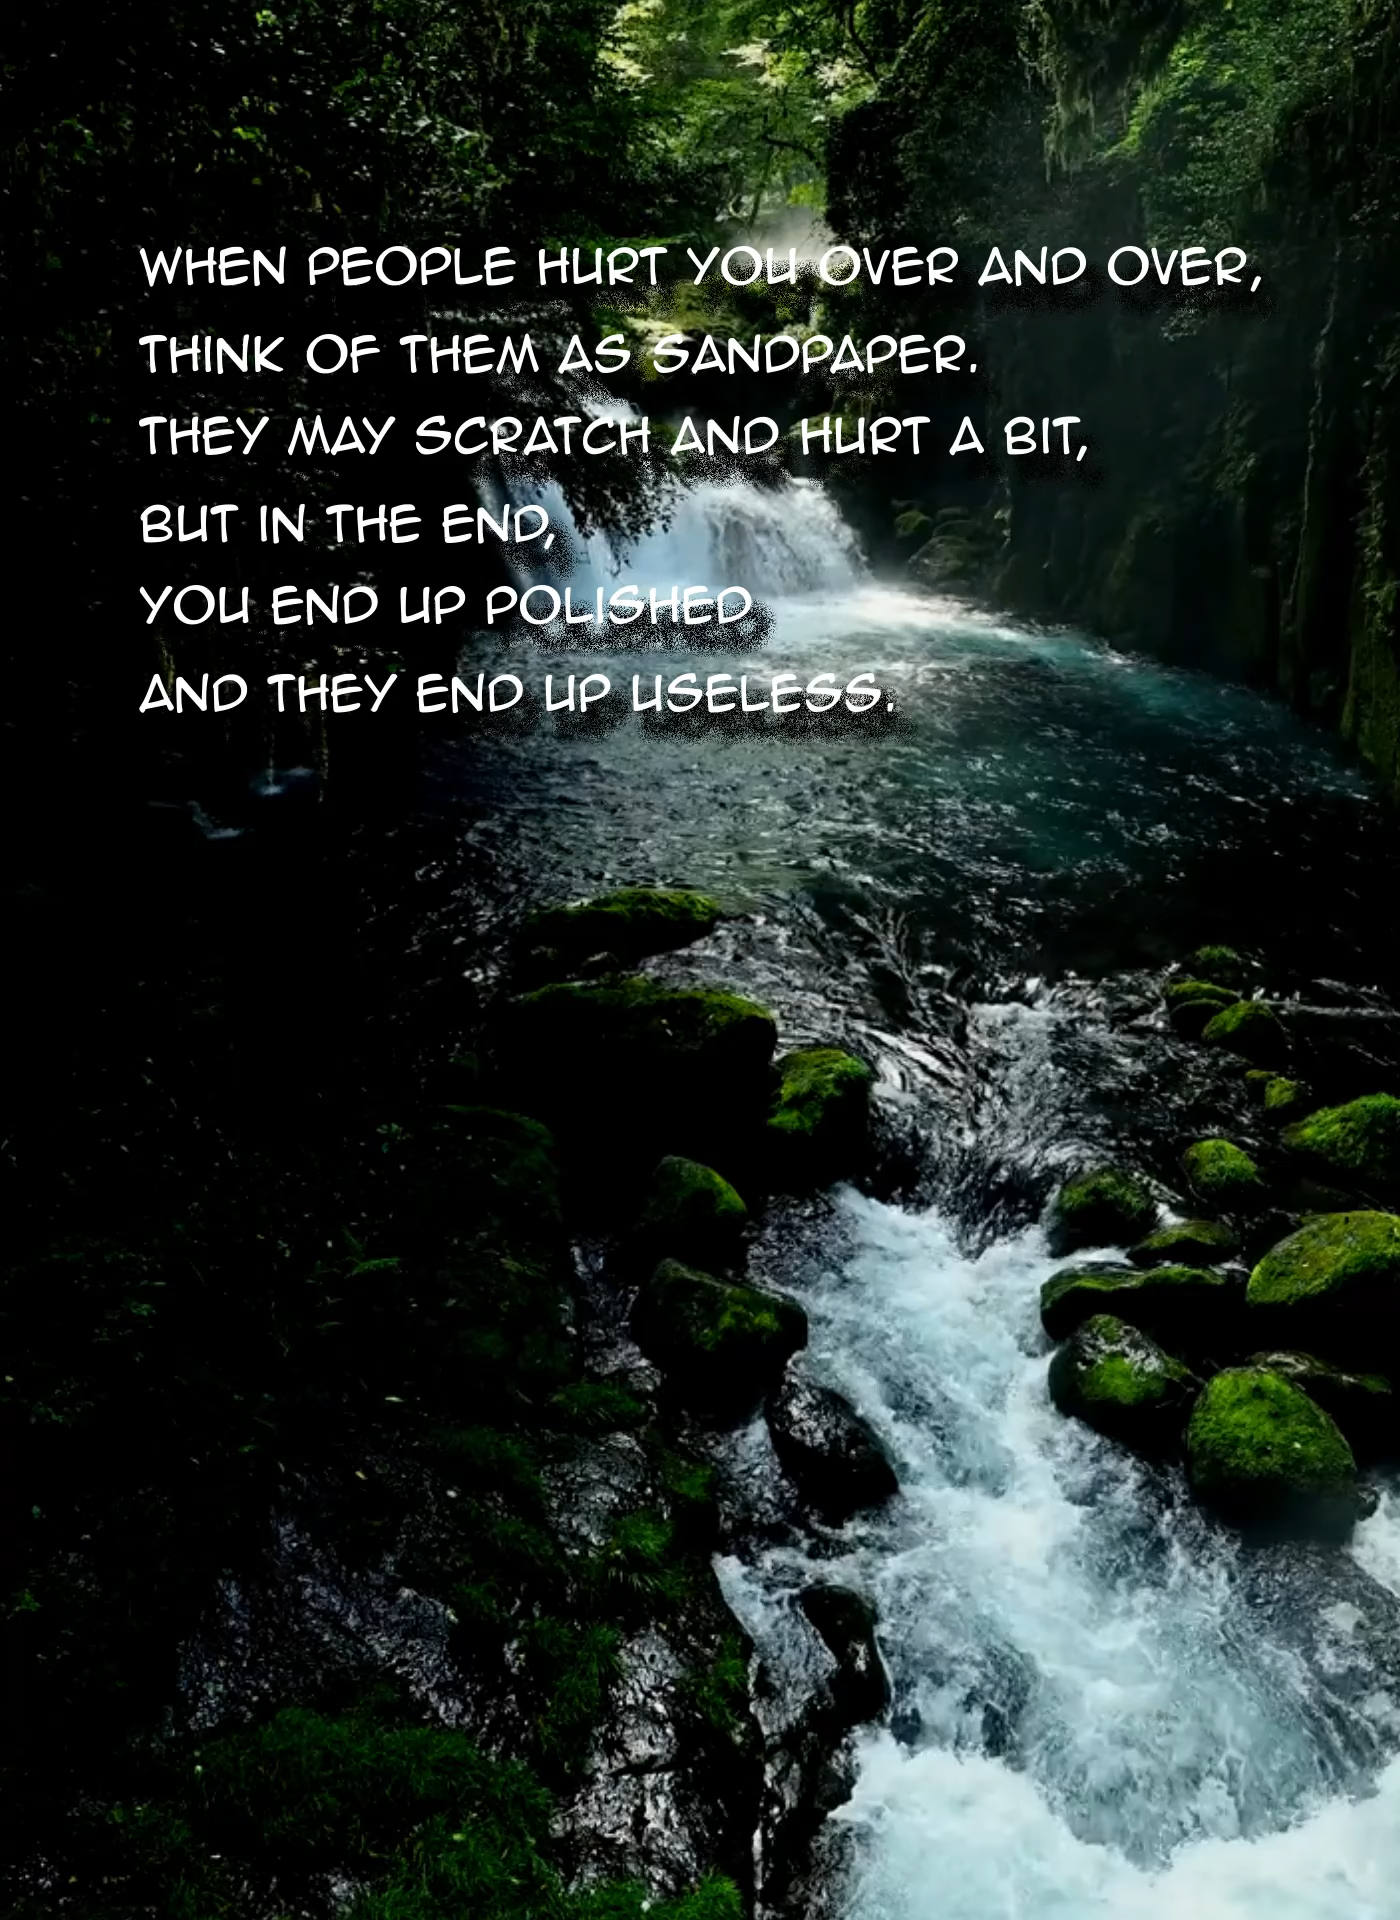 WHEN PEOPLE HURT YOU OVER AND OVER,
THINK OF THEM AS SANDPAPER.
THEY MAY SCRATCH AND HURT A BIT,
BUT IN THE END,
YOU END UP POLISHED
AND THEY END UP USELESS.